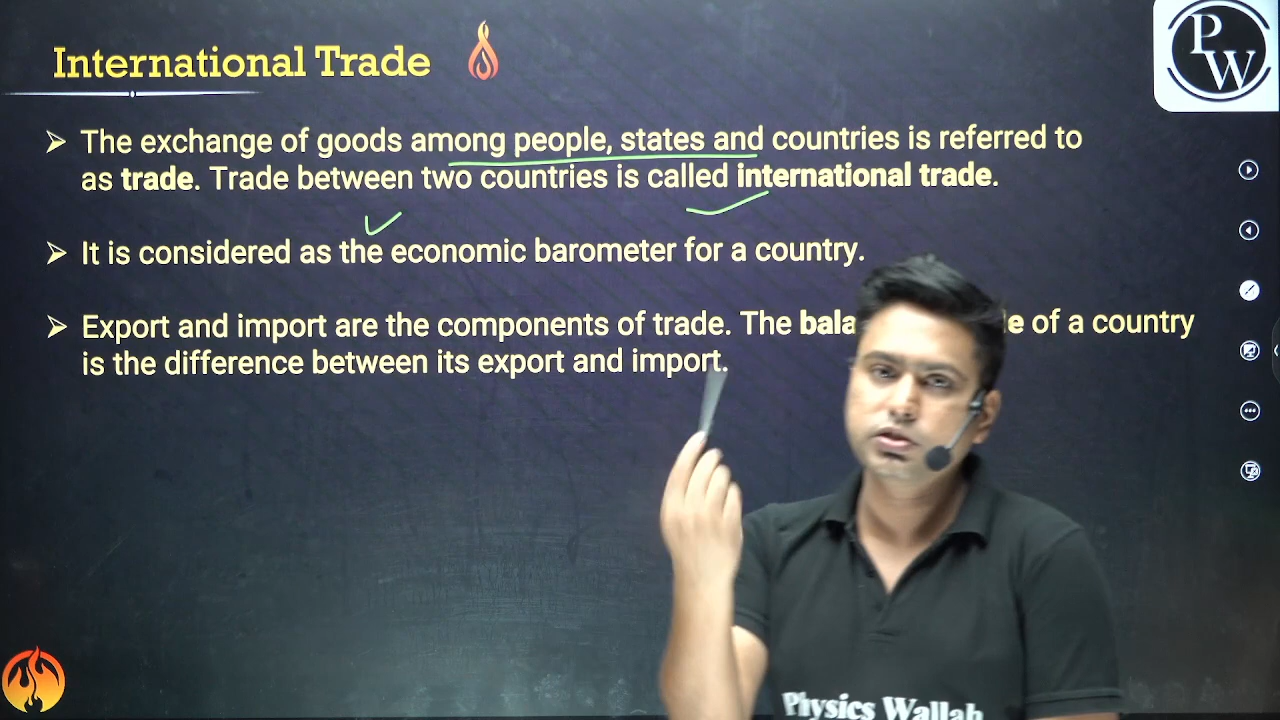 International Trade
PW
➤ The exchange of goods among people, states and countries is referred to
as trade. Trade between two countries is called international trade.
➤ It is considered as the economic barometer for a country.
➤ Export and import are the components of trade. The of a country
is the difference between its export and import.
Physics Wallah